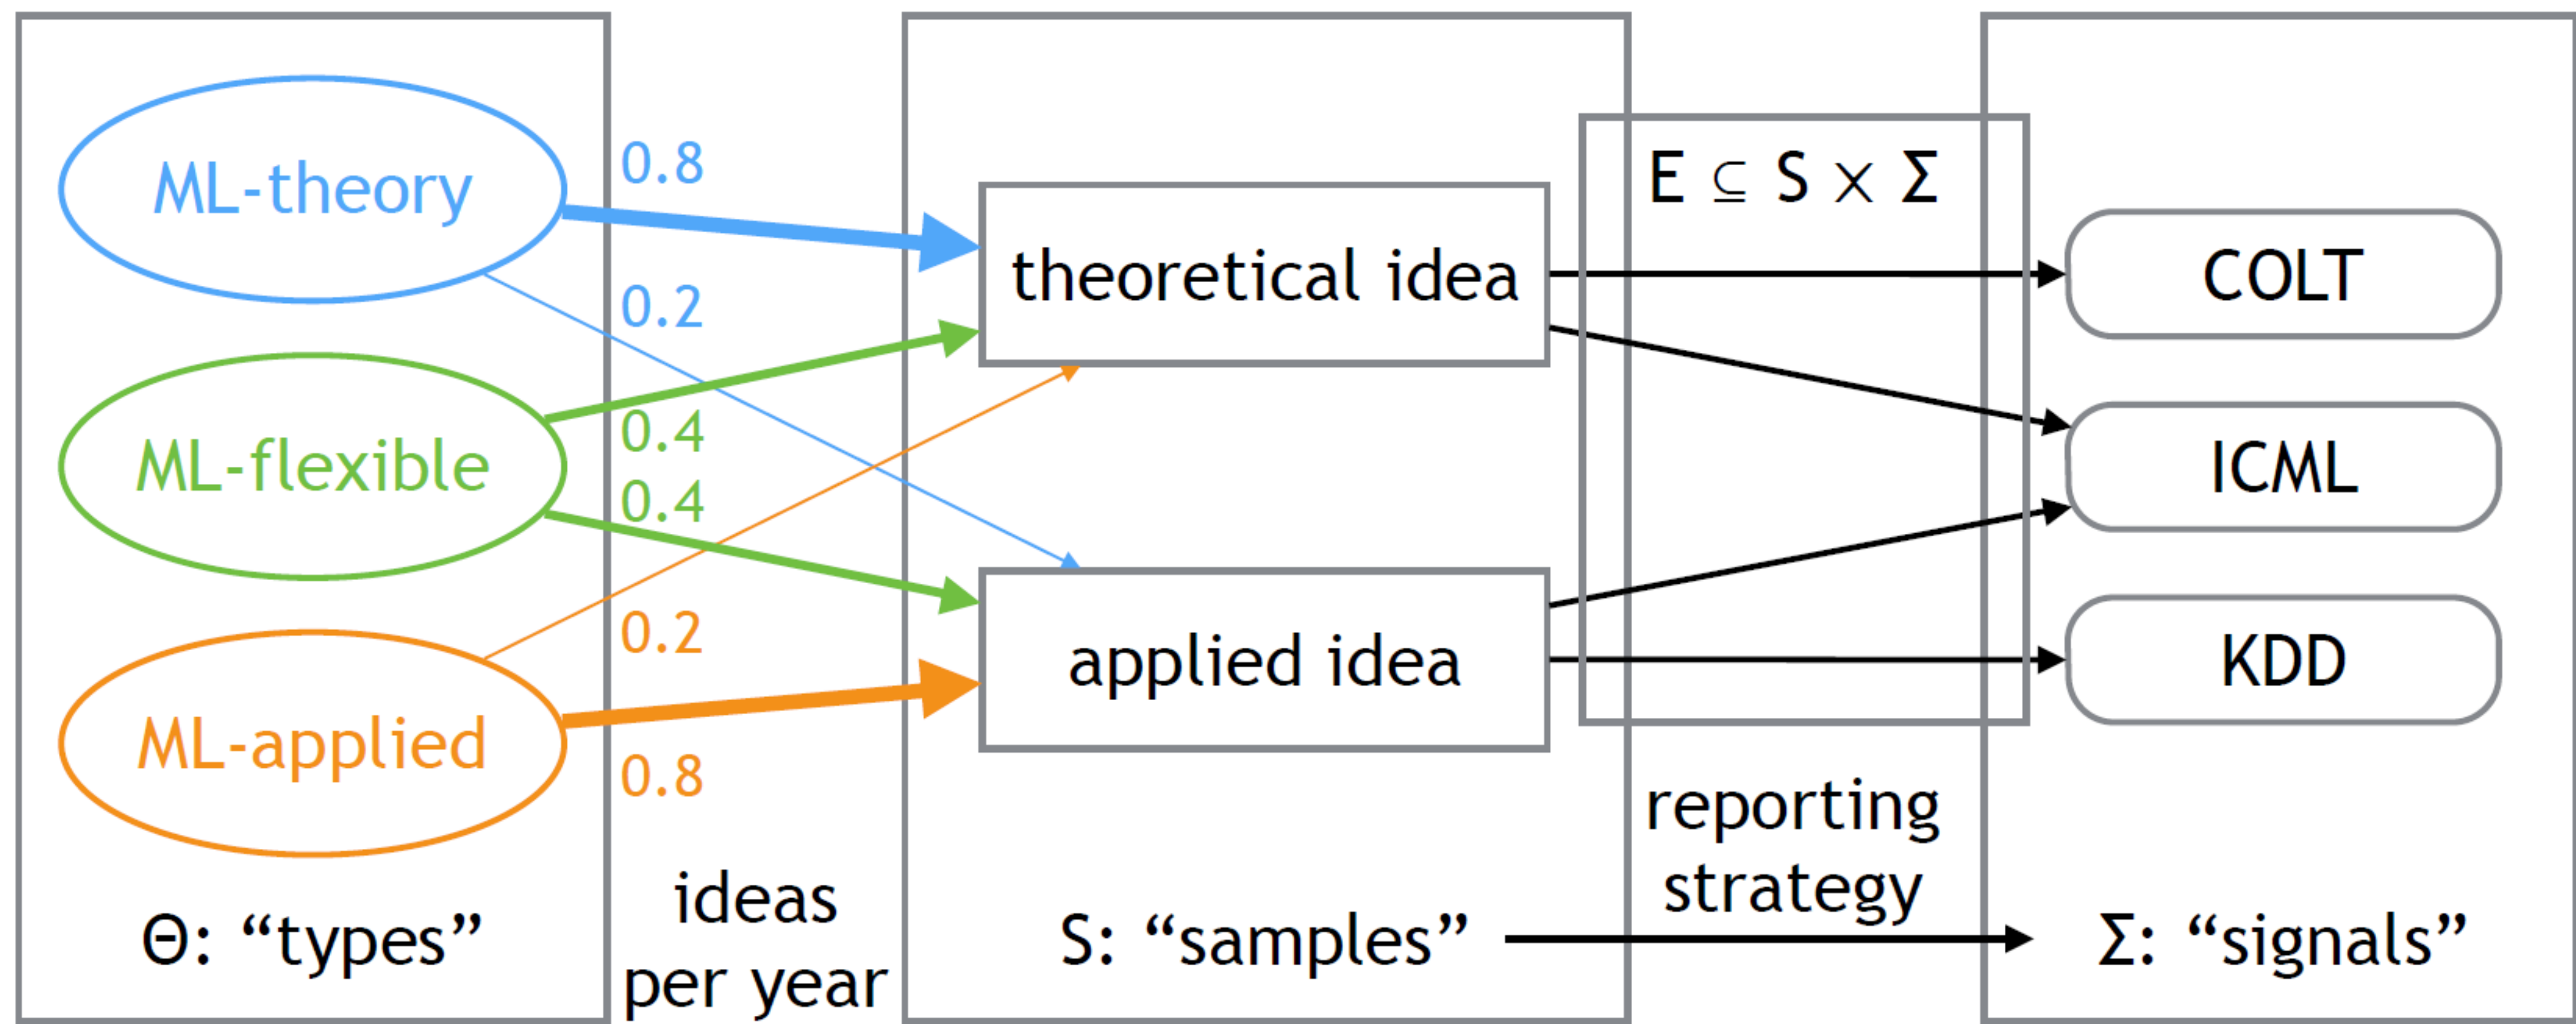 ML-theory
ML-flexible
ML-applied
Θ: “types”
0.8
0.2
0.4
0.4
0.2
0.8
ideas
per year
theoretical idea
applied idea
S: “samples”
E ⊆ S × Σ
reporting
strategy
COLT
ICML
KDD
Σ: “signals”